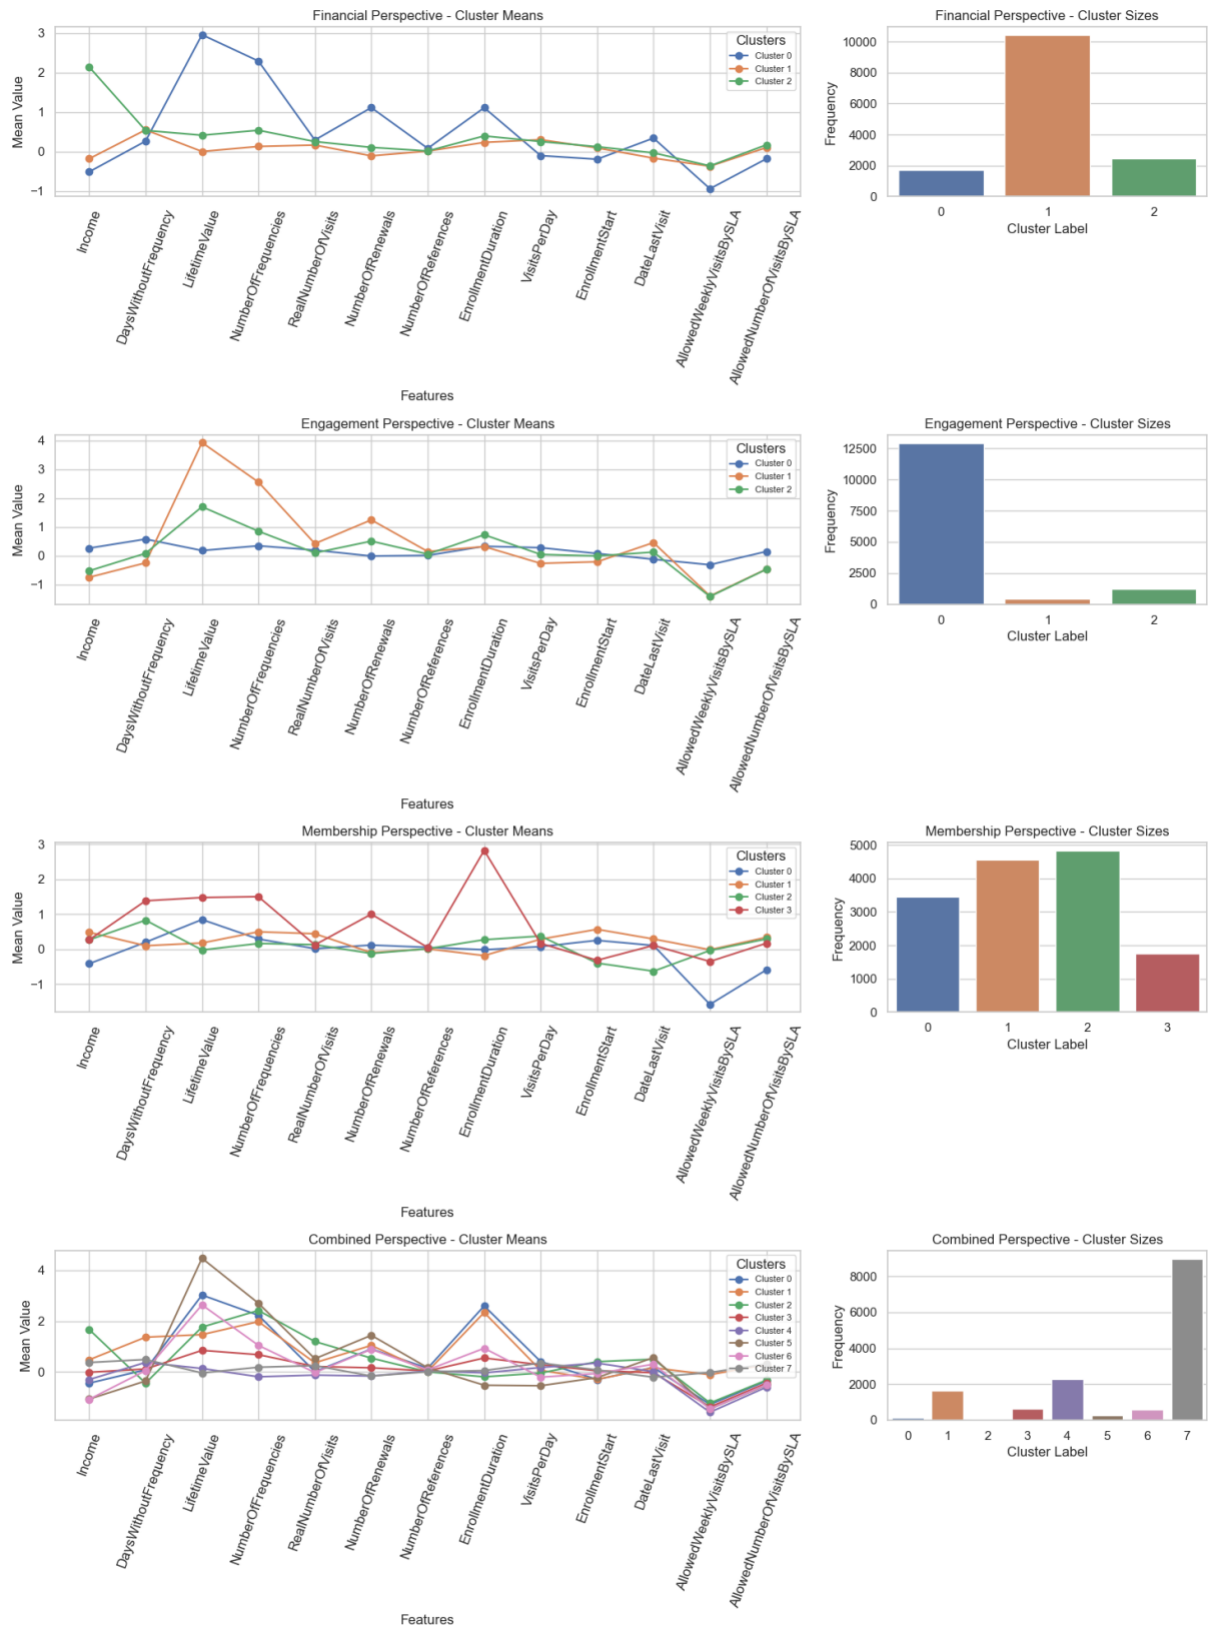 Financial Perspective - Cluster Means
Mean Value
3
2
1
0
−1
Clusters
Cluster 0
Cluster 1
Cluster 2
Income
DaysWithoutFrequency
LifetimeValue
NumberOfFrequencies
RealNumberOfVisits
NumberOfRenewals
NumberOfReferences
EnrollmentDuration
VisitsPerDay
EnrollmentStart
DateLastVisit
AllowedWeeklyVisitsBySLA
AllowedNumberOfVisitsBySLA
Features
Financial Perspective - Cluster Sizes
Frequency
10000
8000
6000
4000
2000
0
0 1 2
Cluster Label
Engagement Perspective - Cluster Means
Mean Value
4
3
2
1
0
−1
Clusters
Cluster 0
Cluster 1
Cluster 2
Income
DaysWithoutFrequency
LifetimeValue
NumberOfFrequencies
RealNumberOfVisits
NumberOfRenewals
NumberOfReferences
EnrollmentDuration
VisitsPerDay
EnrollmentStart
DateLastVisit
AllowedWeeklyVisitsBySLA
AllowedNumberOfVisitsBySLA
Features
Engagement Perspective - Cluster Sizes
Frequency
12500
10000
7500
5000
2500
0
0 1 2
Cluster Label
Membership Perspective - Cluster Means
Mean Value
3
2
1
0
−1
Clusters
Cluster 0
Cluster 1
Cluster 2
Cluster 3
Income
DaysWithoutFrequency
LifetimeValue
NumberOfFrequencies
RealNumberOfVisits
NumberOfRenewals
NumberOfReferences
EnrollmentDuration
VisitsPerDay
EnrollmentStart
DateLastVisit
AllowedWeeklyVisitsBySLA
AllowedNumberOfVisitsBySLA
Features
Membership Perspective - Cluster Sizes
Frequency
5000
4000
3000
2000
1000
0
0 1 2 3
Cluster Label
Combined Perspective - Cluster Means
Mean Value
4
2
0
Clusters
Cluster 0
Cluster 1
Cluster 2
Cluster 3
Cluster 4
Cluster 5
Cluster 6
Cluster 7
Income
DaysWithoutFrequency
LifetimeValue
NumberOfFrequencies
RealNumberOfVisits
NumberOfRenewals
NumberOfReferences
EnrollmentDuration
VisitsPerDay
EnrollmentStart
DateLastVisit
AllowedWeeklyVisitsBySLA
AllowedNumberOfVisitsBySLA
Features
Combined Perspective - Cluster Sizes
Frequency
8000
6000
4000
2000
0
0 1 2 3 4 5 6 7
Cluster Label